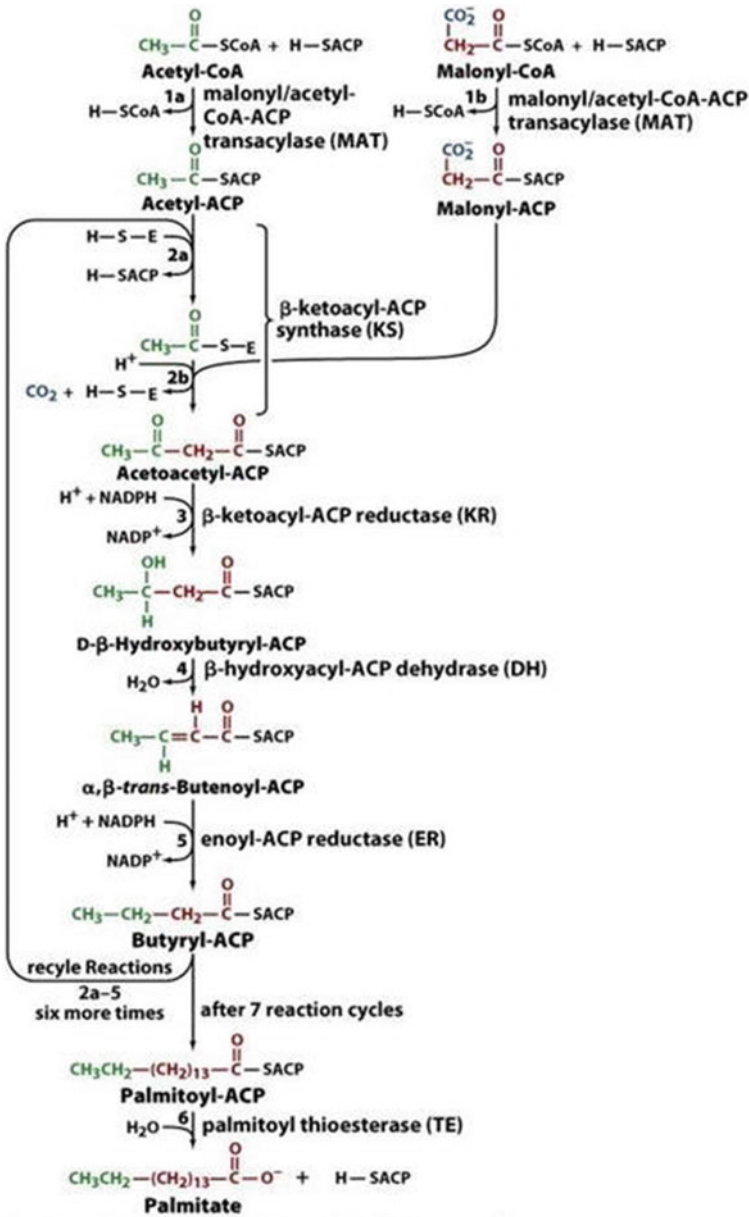 O O
CH3—C—SCoA + H—SACP
Acetyl-CoA
1a malonyl/acetyl-
H—SCoA CoA-ACP
transacylase (MAT)
O
CH3—C—SACP
Acetyl-ACP
CO2− O
CH2—C—SCoA + H—SACP
Malonyl-CoA
1b malonyl/acetyl-CoA-ACP
H—SCoA transacylase (MAT)
CO2− O
CH2—C—SACP
Malonyl-ACP
H—S—E
2a
H—SACP
β-ketoacyl-ACP
synthase (KS)
O
CH3—C—S—E
H+
2b
CO2 + H—S—E
O O
CH3—C—CH2—C—SACP
Acetoacetyl-ACP
H+ + NADPH
3 β-ketoacyl-ACP reductase (KR)
NADP+
OH O
CH3—C—CH2—C—SACP
H
D-β-Hydroxybutyryl-ACP
4 β-hydroxyacyl-ACP dehydrase (DH)
H2O
H O
CH3—C=C—C—SACP
H
α,β-trans-Butenoyl-ACP
H+ + NADPH
5 enoyl-ACP reductase (ER)
NADP+
O
CH3—CH2—CH2—C—SACP
Butyryl-ACP
recyle Reactions
2a–5
six more times
after 7 reaction cycles
O
CH3CH2—(CH2)13—C—SACP
Palmitoyl-ACP
H2O 6 palmitoyl thioesterase (TE)
O
CH3CH2—(CH2)13—C—O− + H—SACP
Palmitate